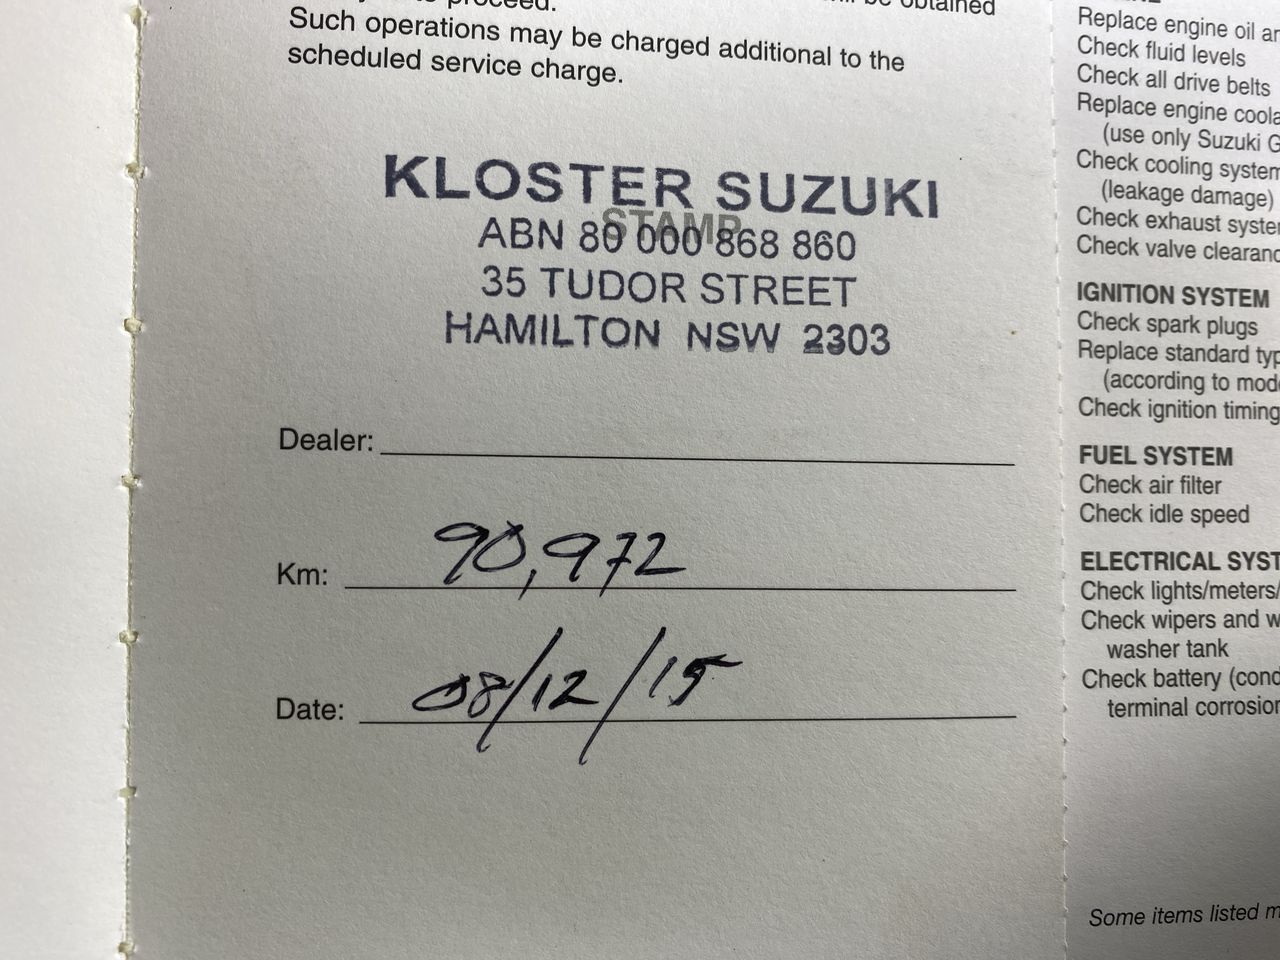 proceed.
obtained
Such operations may be charged additional to the
scheduled service charge.
KLOSTER SUZUKI
STAMP
ABN 80 000 868 860
35 TUDOR STREET
HAMILTON NSW 2303
Dealer:
Km: 90,972
Date: 08/12/15
Replace engine oil
Check fluid levels
Check all drive belts
Replace engine
(use only Suzuki
Check cooling system
(leakage damage)
Check exhaust
Check valve
IGNITION SYSTEM
Check spark plugs
Replace standard
(according to
Check ignition timing
FUEL SYSTEM
Check air filter
Check idle speed
ELECTRICAL
Check lights/meters/
Check wipers and
washer tank
Check battery
terminal
Some items listed